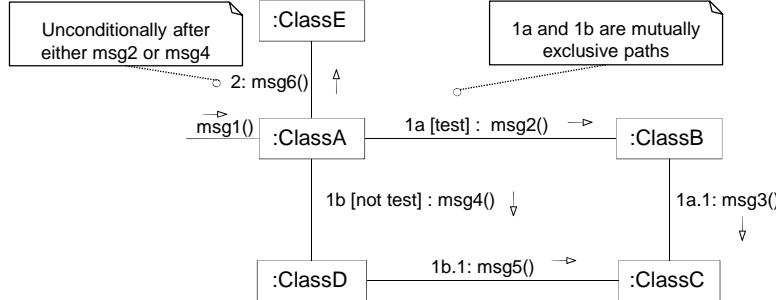 Unconditionally after
either msg2 or msg4
:ClassE
1a and 1b are mutually
exclusive paths
2: msg6()
msg1()
:ClassA
1a [test] : msg2()
:ClassB
1b [not test] : msg4()
1a.1: msg3()
:ClassD
1b.1: msg5()
:ClassC